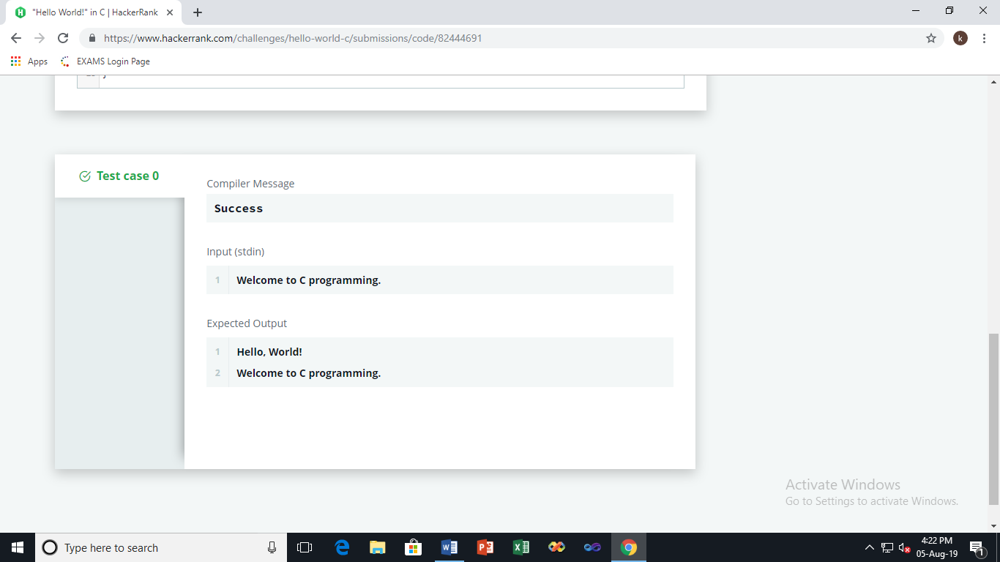 "Hello World!" in C | HackerRank
https://www.hackerrank.com/challenges/hello-world-c/submissions/code/82444691
k
Apps
EXAMS Login Page
Test case 0
Compiler Message
Success
Input (stdin)
1 Welcome to C programming.
Expected Output
1 Hello, World!
2 Welcome to C programming.
Activate Windows
Go to Settings to activate Windows.
Type here to search
4:22 PM
05-Aug-19
1